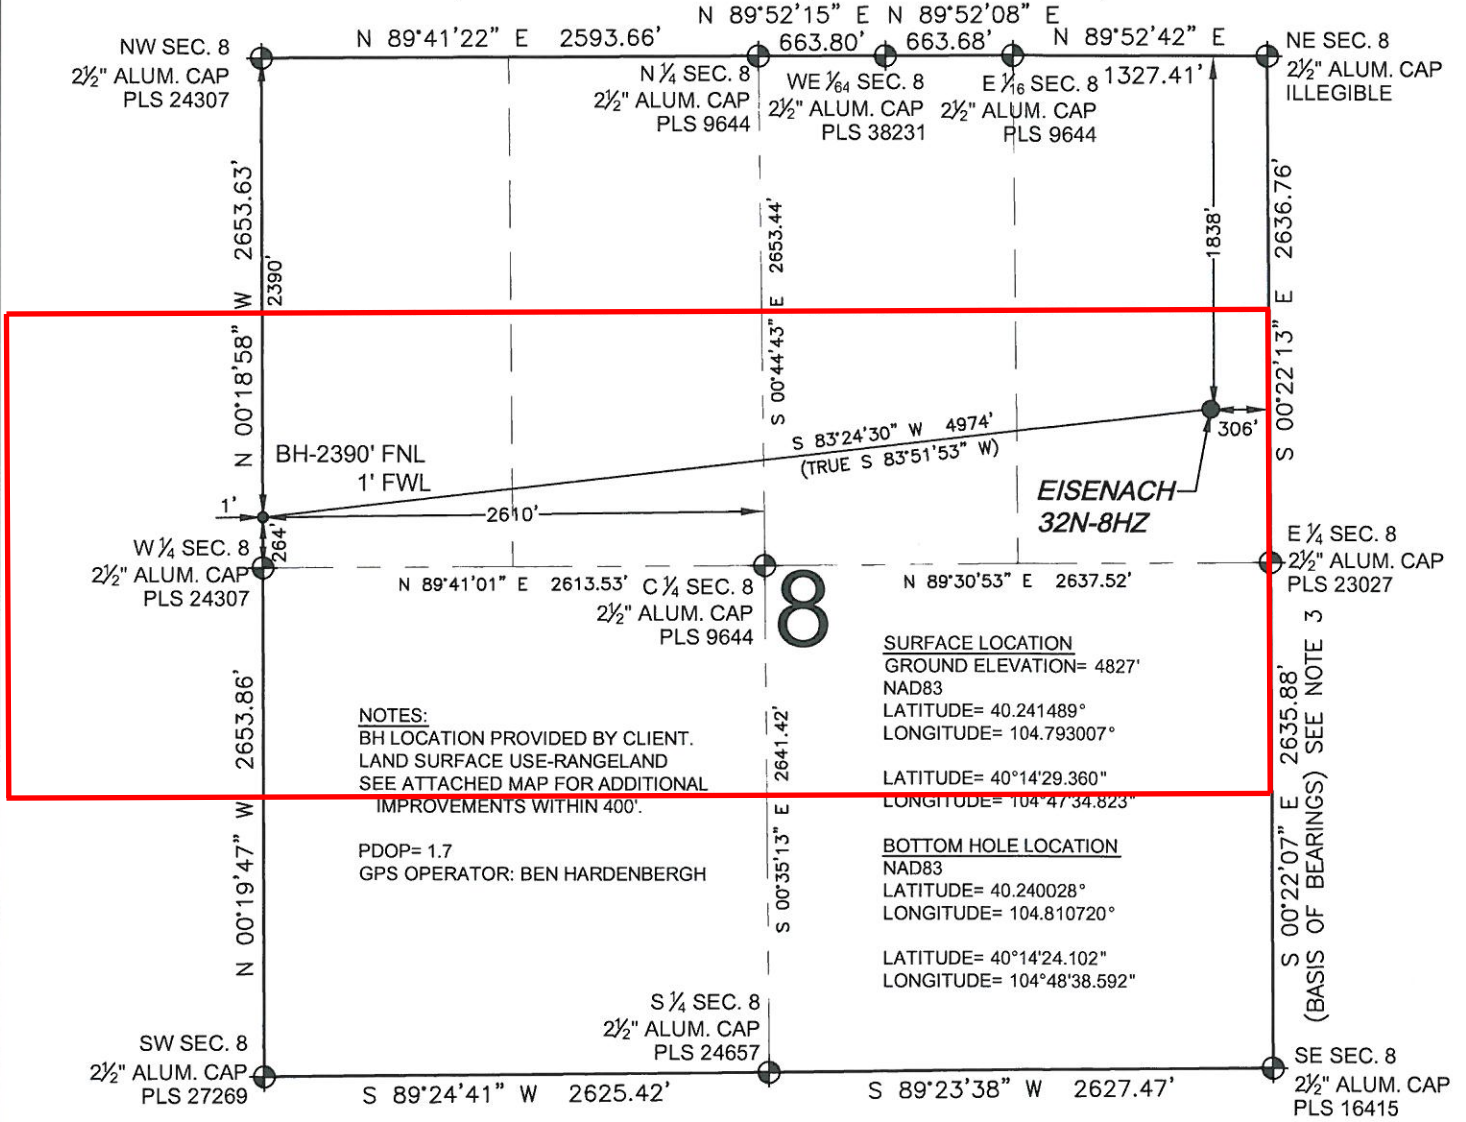 N 89°52'15" E N 89°52'08" E
N 89°41'22" E 2593.66'
663.80' 663.68'
N 89°52'42" E
1327.41'
NW SEC. 8
2½" ALUM. CAP
PLS 24307
N ¼ SEC. 8
2½" ALUM. CAP
PLS 9644
WE 1⁄64 SEC. 8
2½" ALUM. CAP
PLS 38231
E 1⁄16 SEC. 8
2½" ALUM. CAP
PLS 9644
NE SEC. 8
2½" ALUM. CAP
ILLEGIBLE
N 00°18'58" W 2653.63'
2390'
S 00°44'43" E 2653.44'
1838'
S 00°22'13" E 2636.76'
BH-2390' FNL
1' FWL
S 83°24'30" W 4974'
(TRUE S 83°51'53" W)
306'
EISENACH
32N-8HZ
1'
2610'
264'
W ¼ SEC. 8
2½" ALUM. CAP
PLS 24307
N 89°41'01" E 2613.53'
C ¼ SEC. 8
2½" ALUM. CAP
PLS 9644
8
N 89°30'53" E 2637.52'
E ¼ SEC. 8
2½" ALUM. CAP
PLS 23027
N 00°19'47" W 2653.86'
NOTES:
BH LOCATION PROVIDED BY CLIENT.
LAND SURFACE USE-RANGELAND
SEE ATTACHED MAP FOR ADDITIONAL
IMPROVEMENTS WITHIN 400'.
PDOP= 1.7
GPS OPERATOR: BEN HARDENBERGH
S 00°35'13" E 2641.42'
SURFACE LOCATION
GROUND ELEVATION= 4827'
NAD83
LATITUDE= 40.241489°
LONGITUDE= 104.793007°
LATITUDE= 40°14'29.360"
LONGITUDE= 104°47'34.823"
BOTTOM HOLE LOCATION
NAD83
LATITUDE= 40.240028°
LONGITUDE= 104.810720°
LATITUDE= 40°14'24.102"
LONGITUDE= 104°48'38.592"
S 00°22'07" E 2635.88'
(BASIS OF BEARINGS) SEE NOTE 3
SW SEC. 8
2½" ALUM. CAP
PLS 27269
S ¼ SEC. 8
2½" ALUM. CAP
PLS 24657
SE SEC. 8
2½" ALUM. CAP
PLS 16415
S 89°24'41" W 2625.42'
S 89°23'38" W 2627.47'